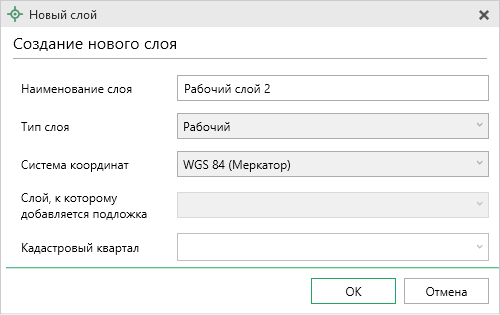 Новый слой
Создание нового слоя
Наименование слоя
Рабочий слой 2
Тип слоя
Рабочий
Система координат
WGS 84 (Меркатор)
Слой, к которому
добавляется подложка
Кадастровый квартал
OK
Отмена